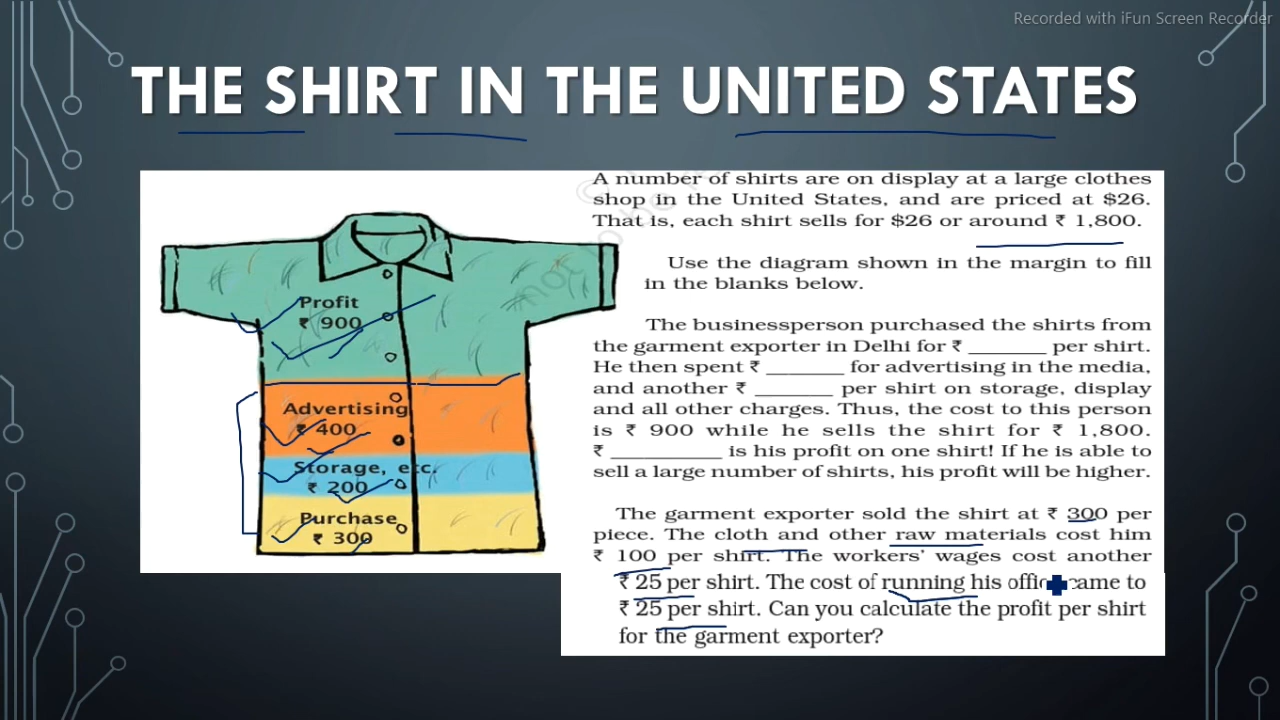 Recorded with iFun Screen Recorder
THE SHIRT IN THE UNITED STATES
Profit
₹ 900
Advertising
₹ 400
Storage, etc.
₹ 200
Purchase
₹ 300
A number of shirts are on display at a large clothes
shop in the United States, and are priced at $26.
That is, each shirt sells for $26 or around ₹ 1,800.
Use the diagram shown in the margin to fill
in the blanks below.
The businessperson purchased the shirts from
the garment exporter in Delhi for ₹ _______ per shirt.
He then spent ₹ _______ for advertising in the media,
and another ₹ _______ per shirt on storage, display
and all other charges. Thus, the cost to this person
is ₹ 900 while he sells the shirt for ₹ 1,800.
₹ __________ is his profit on one shirt! If he is able to
sell a large number of shirts, his profit will be higher.
The garment exporter sold the shirt at ₹ 300 per
piece. The cloth and other raw materials cost him
₹ 100 per shirt. The workers' wages cost another
₹ 25 per shirt. The cost of running his office came to
₹ 25 per shirt. Can you calculate the profit per shirt
for the garment exporter?